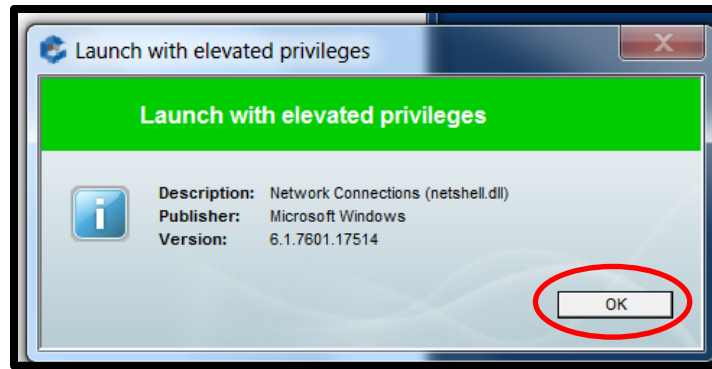 Launch with elevated privileges
Launch with elevated privileges
Description: Network Connections (netshell.dll)
Publisher: Microsoft Windows
Version: 6.1.7601.17514
OK